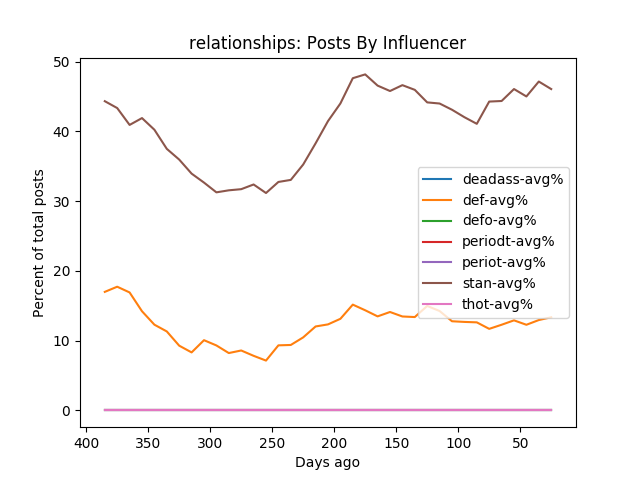 relationships: Posts By Influencer
50
40
30
20
10
0
Percent of total posts
deadass-avg%
def-avg%
defo-avg%
periodt-avg%
periot-avg%
stan-avg%
thot-avg%
400 350 300 250 200 150 100 50
Days ago